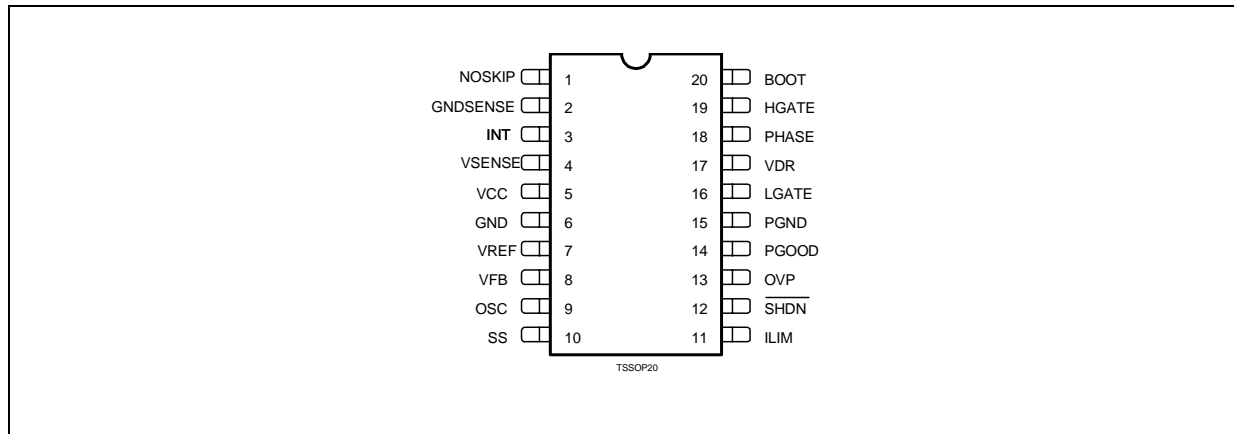 NOSKIP 1 20 BOOT
GNDSENSE 2 19 HGATE
INT 3 18 PHASE
VSENSE 4 17 VDR
VCC 5 16 LGATE
GND 6 15 PGND
VREF 7 14 PGOOD
VFB 8 13 OVP
OSC 9 12 SHDN
SS 10 11 ILIM
TSSOP20